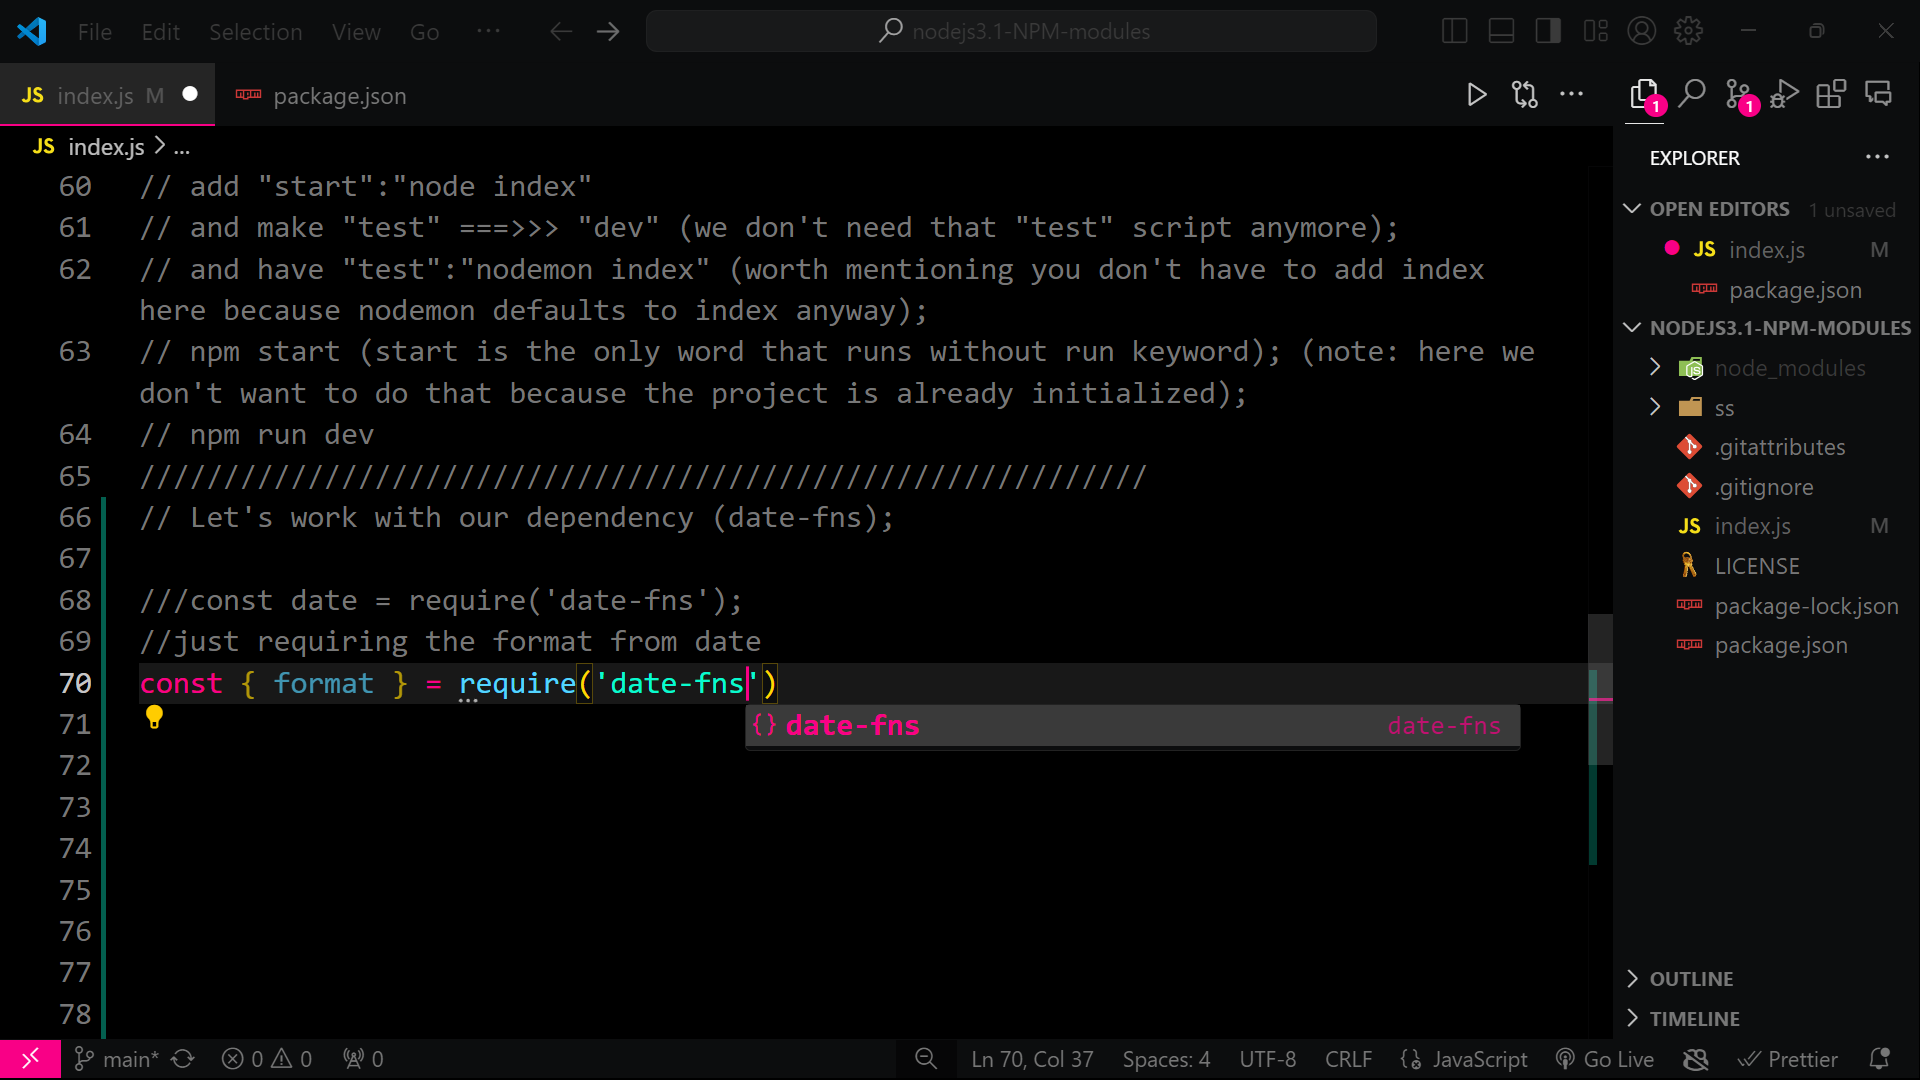 File Edit Selection View Go ... nodejs3.1-NPM-modules
JS index.js M package.json
1 1
JS index.js > ...
60 // add "start":"node index"
61 // and make "test" ===>>> "dev" (we don't need that "test" script anymore);
62 // and have "test":"nodemon index" (worth mentioning you don't have to add index
here because nodemon defaults to index anyway);
63 // npm start (start is the only word that runs without run keyword); (note: here we
don't want to do that because the project is already initialized);
64 // npm run dev
65 ////////////////////////////////////////////////////////////
66 // Let's work with our dependency (date-fns);
67
68 ///const date = require('date-fns');
69 //just requiring the format from date
70 const { format } = require('date-fns')
{} date-fns date-fns
71
72
73
74
75
76
77
78
EXPLORER ...
OPEN EDITORS 1 unsaved
JS index.js M
package.json
NODEJS3.1-NPM-MODULES
node_modules
ss
.gitattributes
.gitignore
JS index.js M
LICENSE
package-lock.json
package.json
OUTLINE
TIMELINE
main* 0 0 0 Ln 70, Col 37 Spaces: 4 UTF-8 CRLF {} JavaScript Go Live Prettier